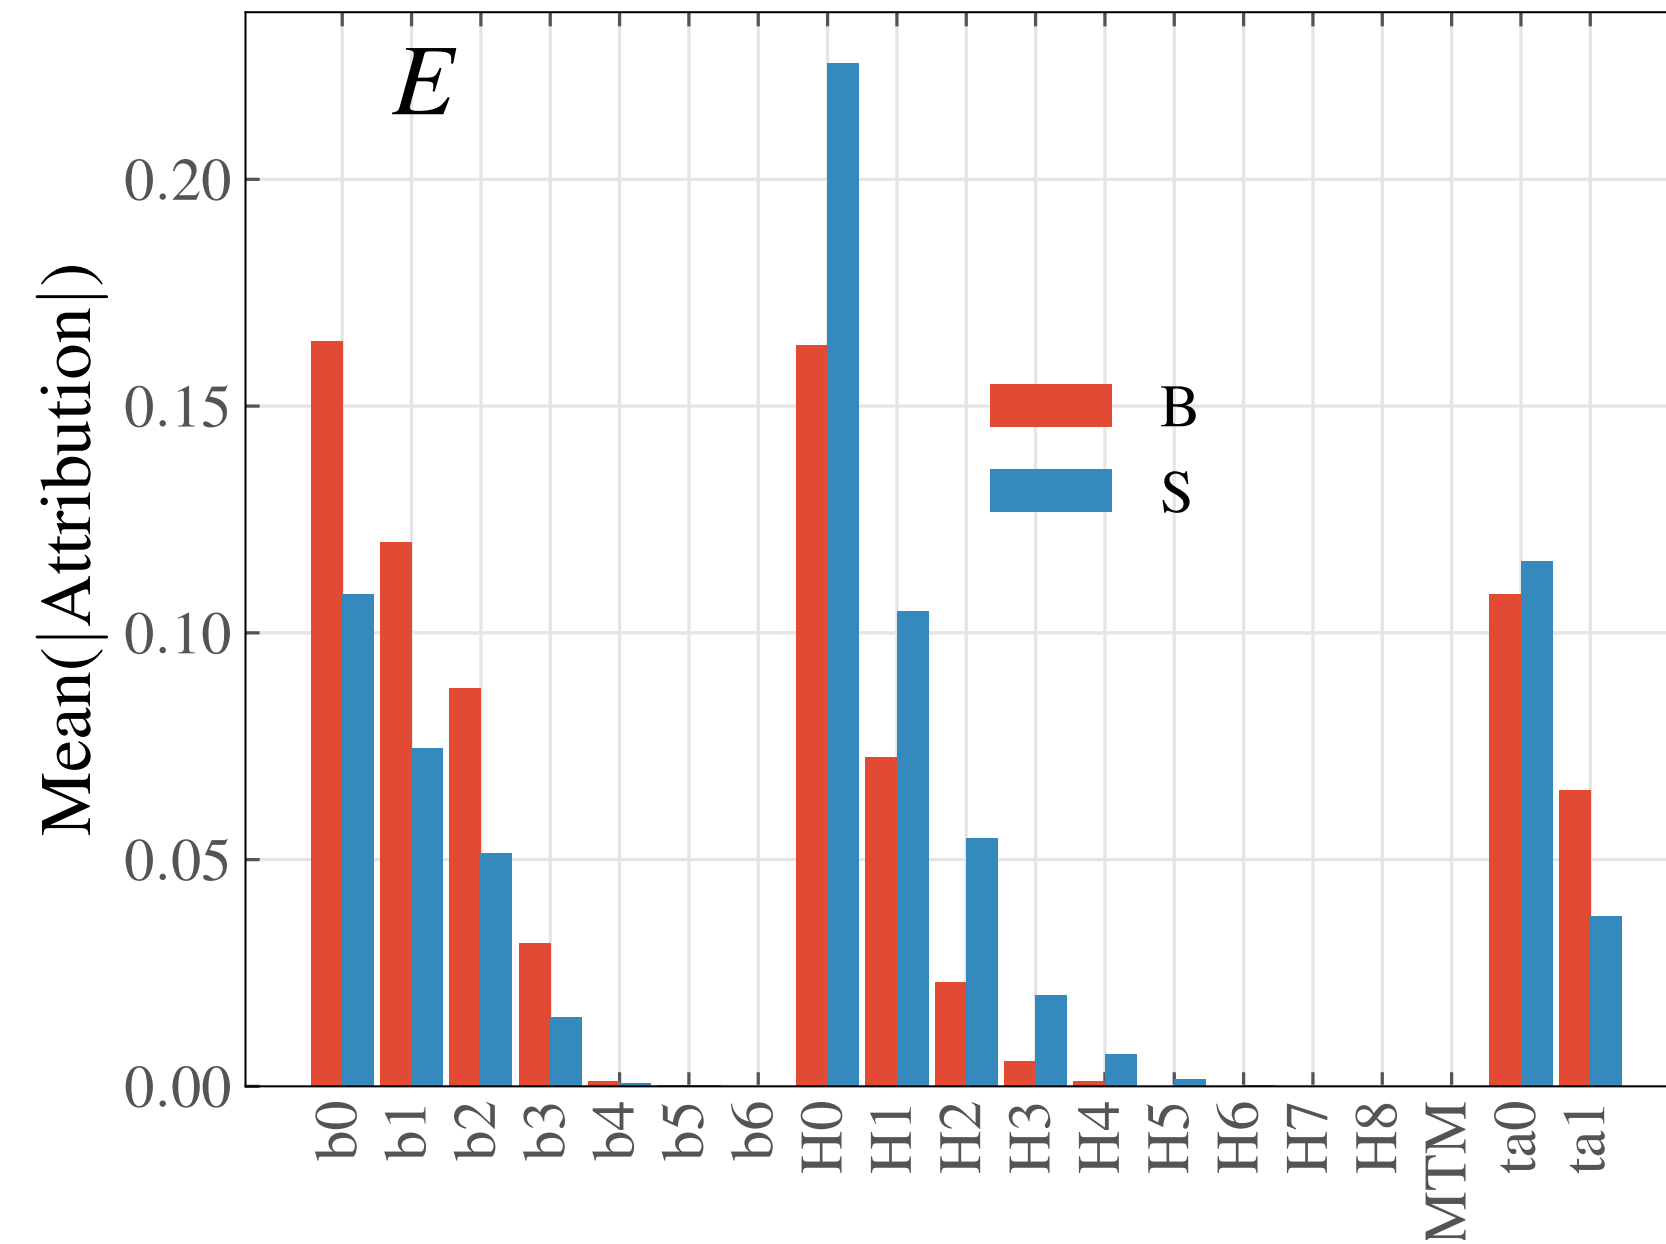 E
Mean(|Attribution|)
0.20
0.15
0.10
0.05
0.00
B
S
b0 b1 b2 b3 b4 b5 b6 H0 H1 H2 H3 H4 H5 H6 H7 H8 MTM ta0 ta1